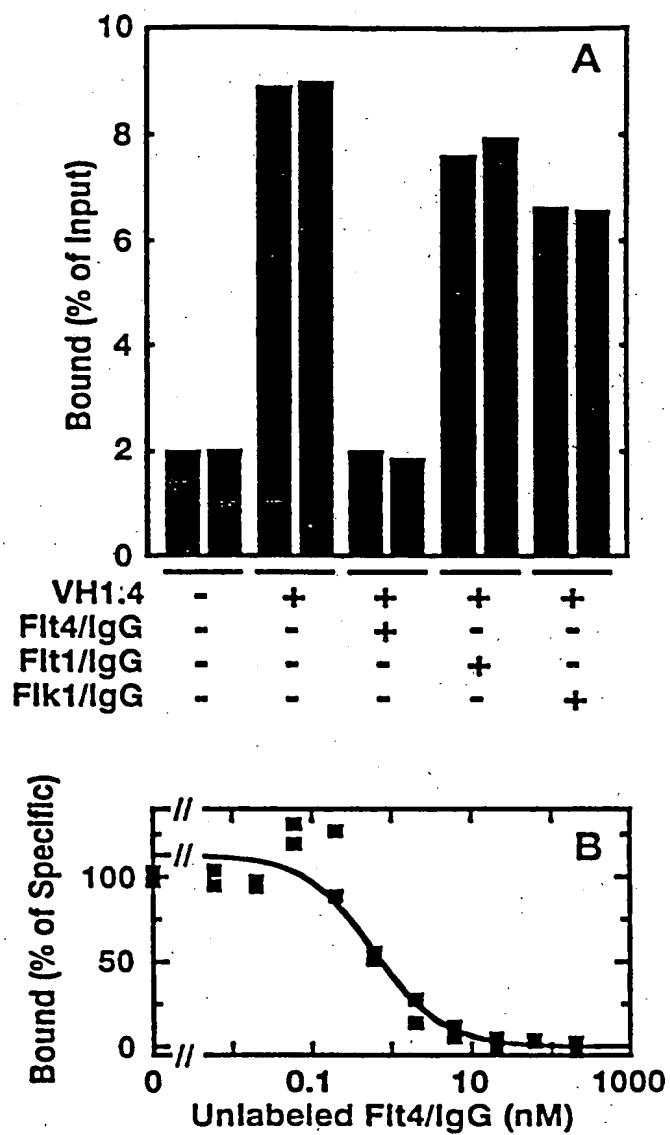 A
10
8
6
4
2
0
Bound (% of Input)
VH1:4 - + + + +
Flt4/IgG - - + - -
Flt1/IgG - - - + -
Flk1/IgG - - - - +
B
100
50
0
Bound (% of Specific)
0 0.1 10 1000
Unlabeled Flt4/IgG (nM)